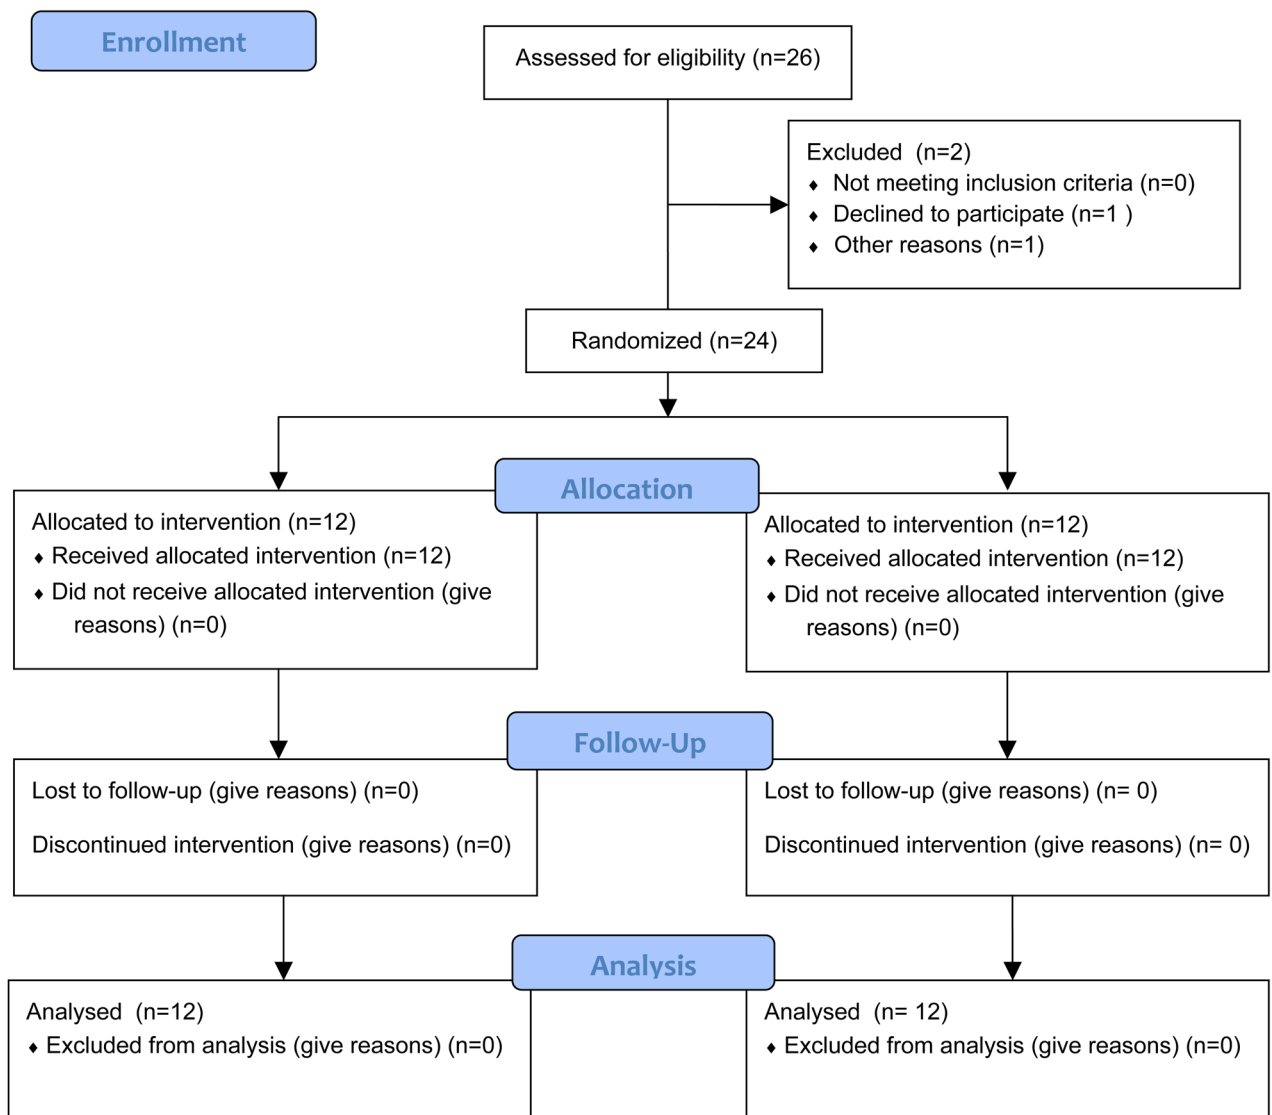 Enrollment
Assessed for eligibility (n=26)
Excluded  (n=2)
♦ Not meeting inclusion criteria (n=0)
♦ Declined to participate (n=1 )
♦ Other reasons (n=1)
Randomized (n=24)
Allocation
Allocated to intervention (n=12)
♦ Received allocated intervention (n=12)
♦ Did not receive allocated intervention (give
reasons) (n=0)
Allocated to intervention (n=12)
♦ Received allocated intervention (n=12)
♦ Did not receive allocated intervention (give
reasons) (n=0)
Follow-Up
Lost to follow-up (give reasons) (n=0)
Discontinued intervention (give reasons) (n=0)
Lost to follow-up (give reasons) (n= 0)
Discontinued intervention (give reasons) (n= 0)
Analysis
Analysed  (n=12)
♦ Excluded from analysis (give reasons) (n=0)
Analysed  (n= 12)
♦ Excluded from analysis (give reasons) (n=0)